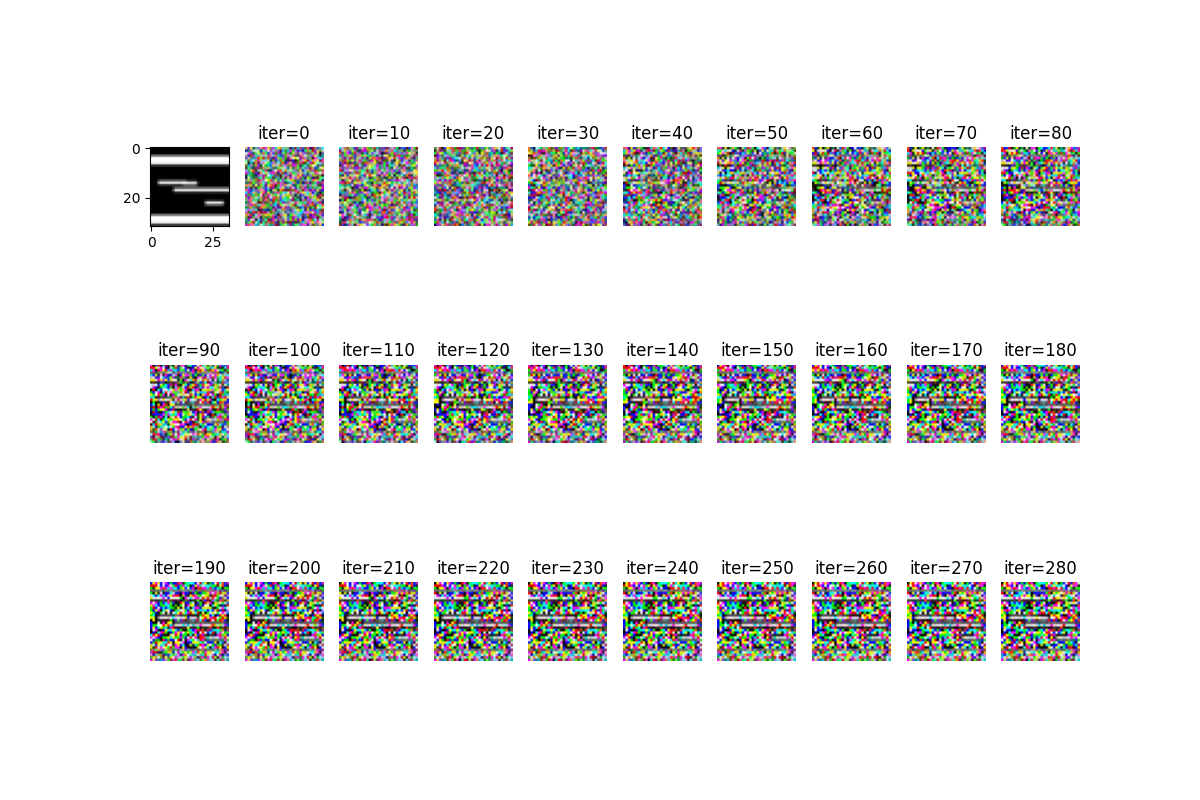 iter=0 iter=10 iter=20 iter=30 iter=40 iter=50 iter=60 iter=70 iter=80
0
20
0 25
iter=90 iter=100 iter=110 iter=120 iter=130 iter=140 iter=150 iter=160 iter=170 iter=180
iter=190 iter=200 iter=210 iter=220 iter=230 iter=240 iter=250 iter=260 iter=270 iter=280